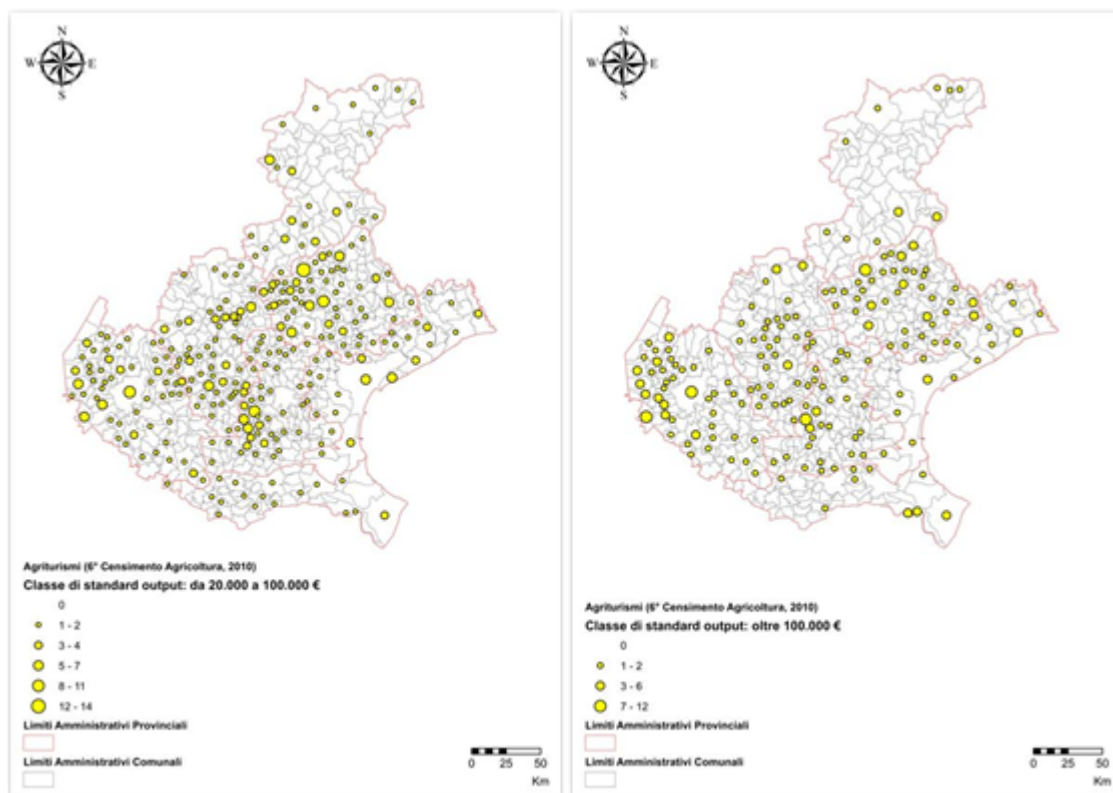 N
W E
S
Agriturismi (6° Censimento Agricoltura, 2010)
Classe di standard output: da 20.000 a 100.000 €
0
1 - 2
3 - 4
5 - 7
8 - 11
12 - 14
Limiti Amministrativi Provinciali
Limiti Amministrativi Comunali
0 25 50
Km
N
W E
S
Agriturismi (6° Censimento Agricoltura, 2010)
Classe di standard output: oltre 100.000 €
0
1 - 2
3 - 6
7 - 12
Limiti Amministrativi Provinciali
Limiti Amministrativi Comunali
0 25 50
Km